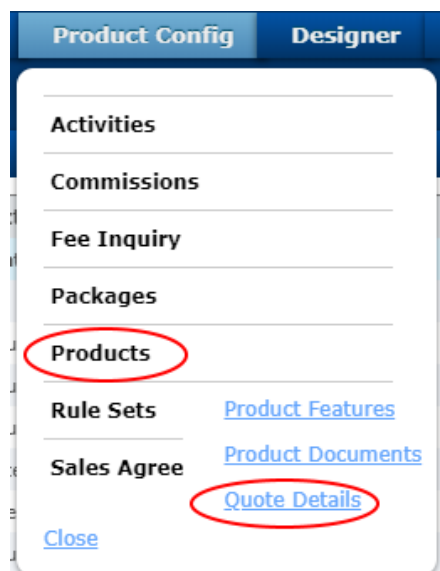 Product Config Designer
Activities
Commissions
Fee Inquiry
Packages
Products
Rule Sets Product Features
Product Documents
Sales Agree
Quote Details
Close